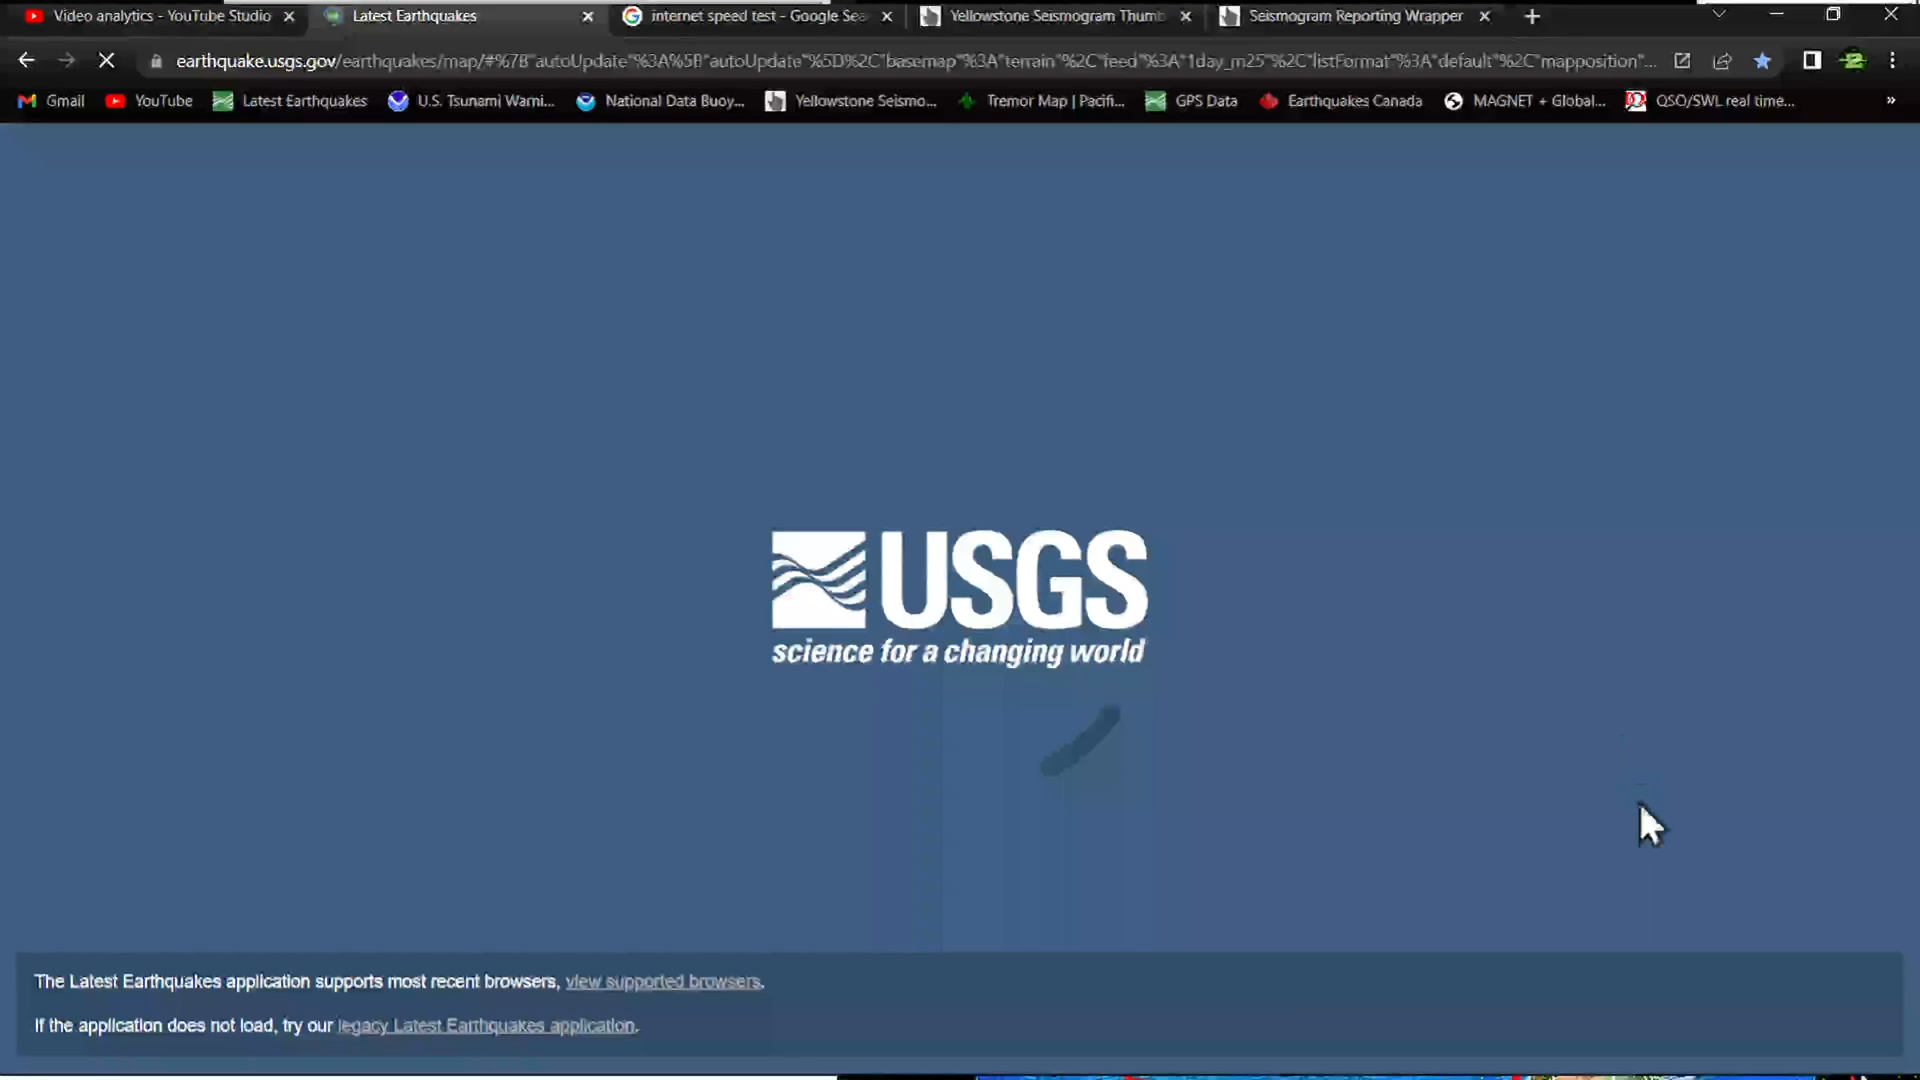 Video analytics - YouTube Studio
Latest Earthquakes
internet speed test - Google Sea
Yellowstone Seismogram Thumb
Seismogram Reporting Wrapper
earthquake.usgs.gov/earthquakes/map/#%7B"autoUpdate"%3A%5B"autoUpdate"%5D%2C"basemap"%3A"terrain"%2C"feed"%3A"1day_m25"%2C"listFormat"%3A"default"%2C"mapposition"...
Gmail
YouTube
Latest Earthquakes
U.S. Tsunami Warni...
National Data Buoy...
Yellowstone Seismo...
Tremor Map | Pacifi...
GPS Data
Earthquakes Canada
MAGNET + Global...
QSO/SWL real time...
»
USGS
science for a changing world
The Latest Earthquakes application supports most recent browsers, view supported browsers.
If the application does not load, try our legacy Latest Earthquakes application.